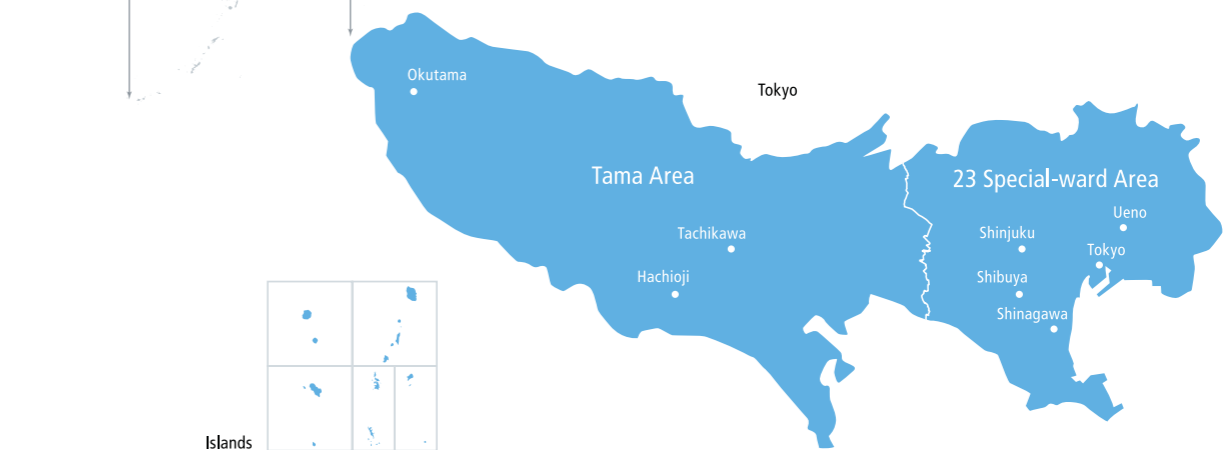 Okutama
Tokyo
Tama Area
23 Special-ward Area
Ueno
Tachikawa
Shinjuku
Tokyo
Hachioji
Shibuya
Shinagawa
Islands